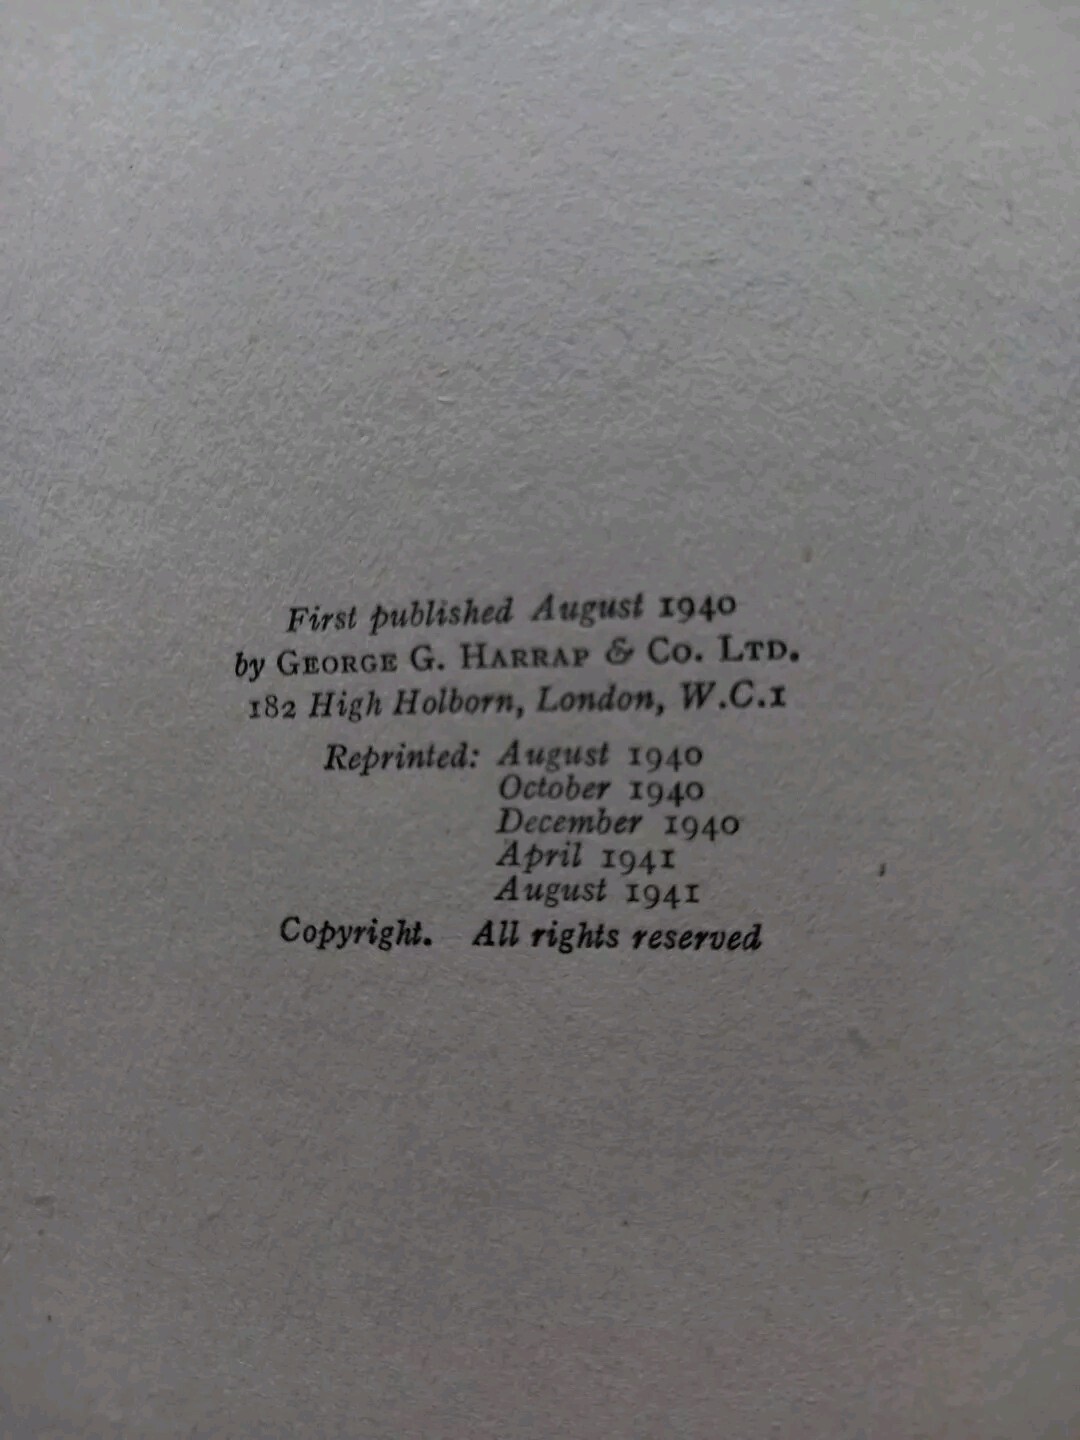 First published August 1940
by GEORGE G. HARRAP & Co. LTD.
182 High Holborn, London, W.C.1
Reprinted: August 1940
October 1940
December 1940
April 1941
August 1941
Copyright. All rights reserved